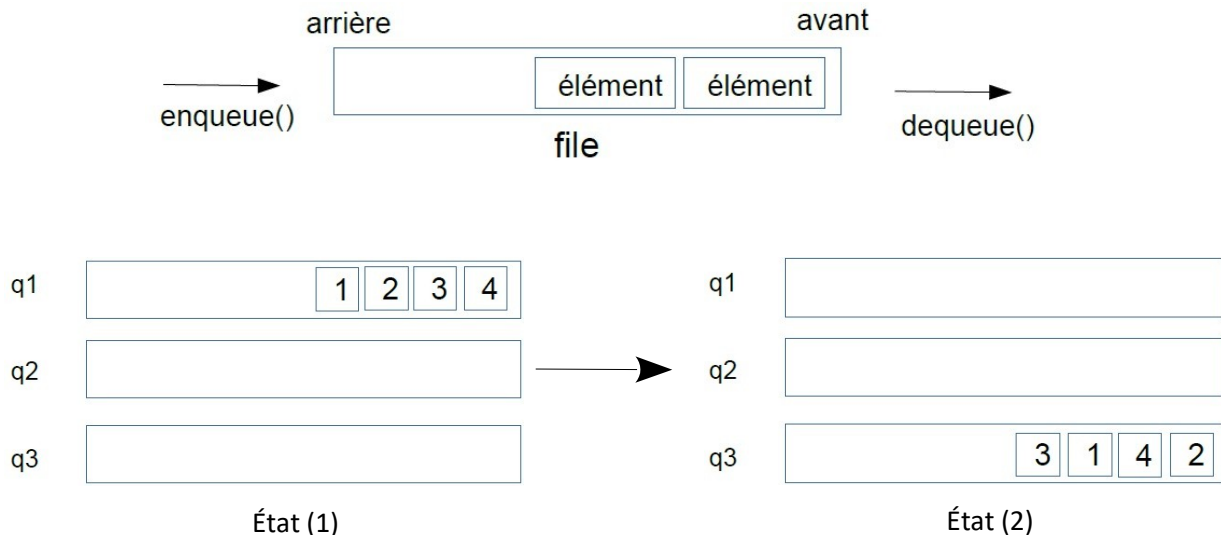 arrière avant
élément élément
enqueue() dequeue()
file
q1 1 2 3 4 q1
q2 q2
q3 q3 3 1 4 2
État (1) État (2)